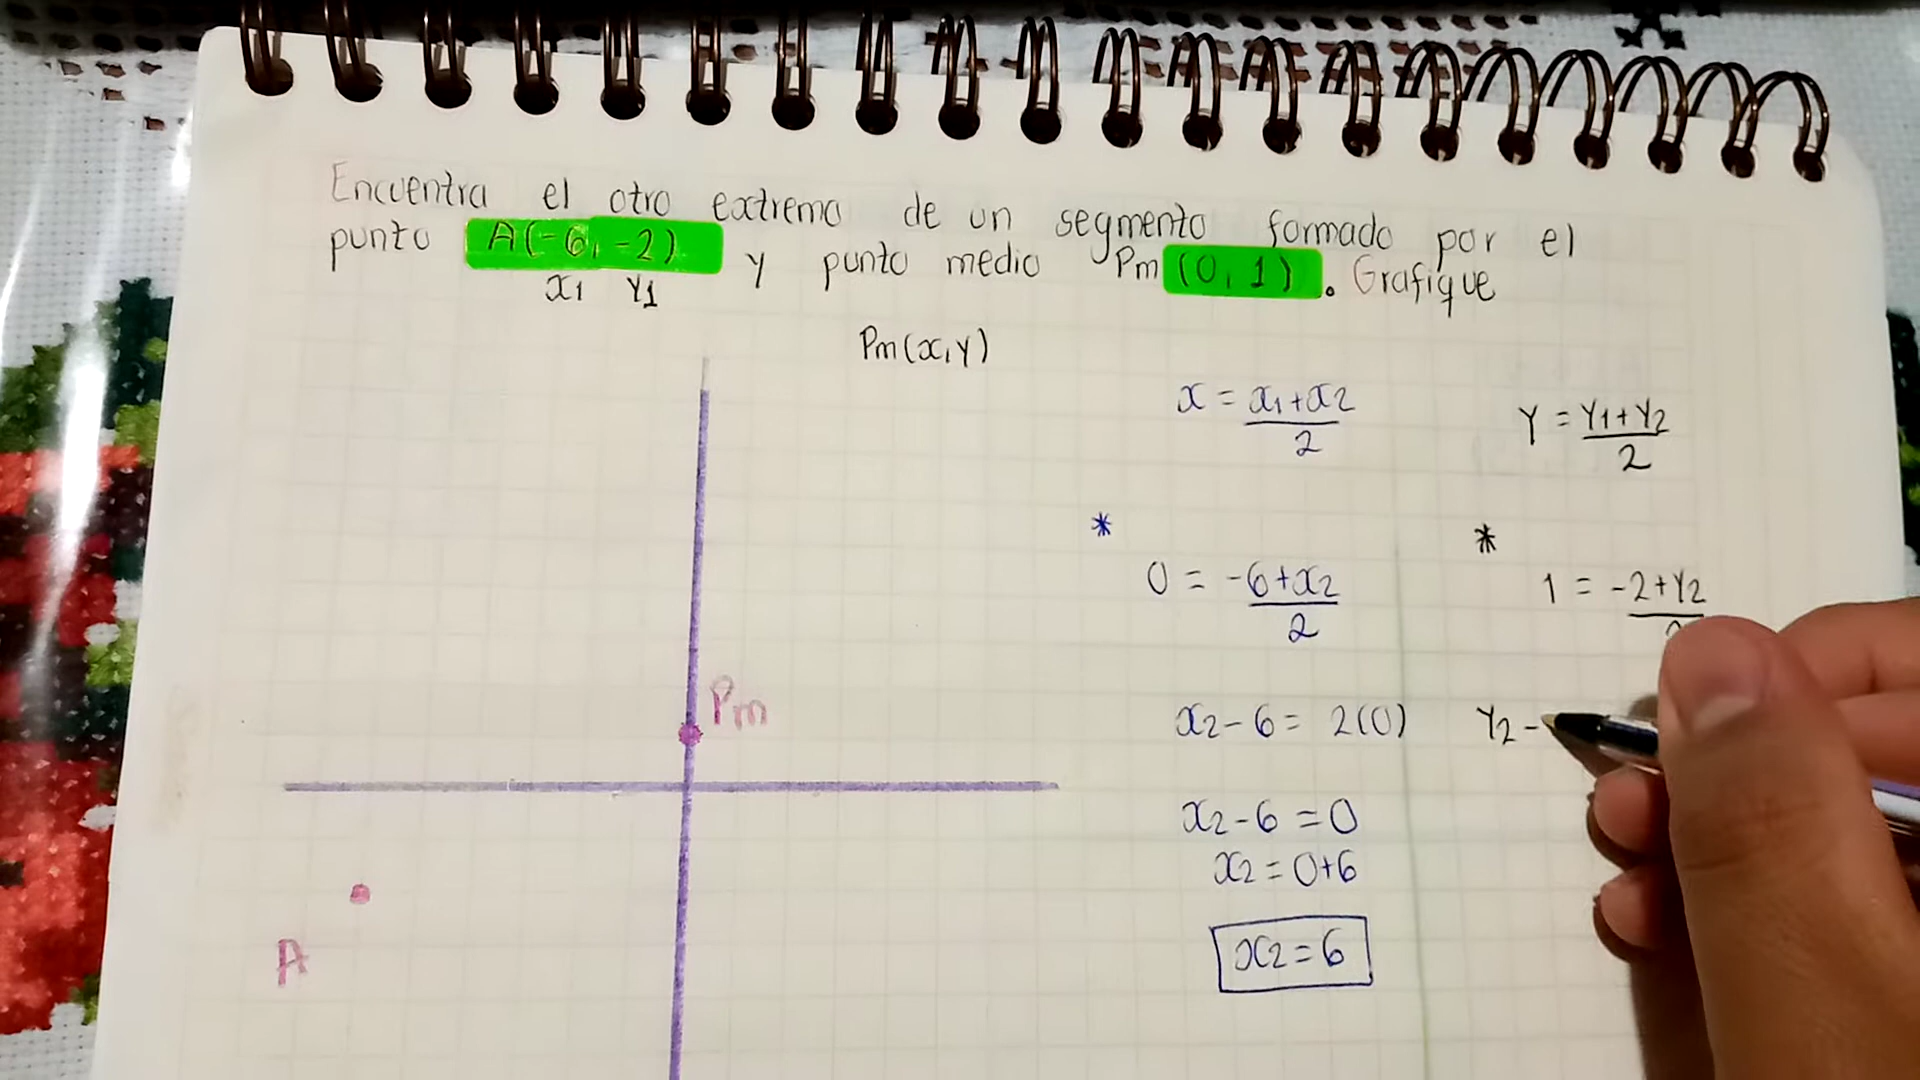 Encuentra el otro extremo de un segmento formado por el
punto A(-6, -2) y punto medio Pm (0, 1). Grafique
x1 Y1
Pm(x,y)
x = x1+x2
2
Y = Y1+Y2
2
*
0 = -6+x2
2
x2-6 = 2(0)
x2-6 =0
x2=0+6
x2=6
*
1 = -2+Y2
Y2 -
Pm
A